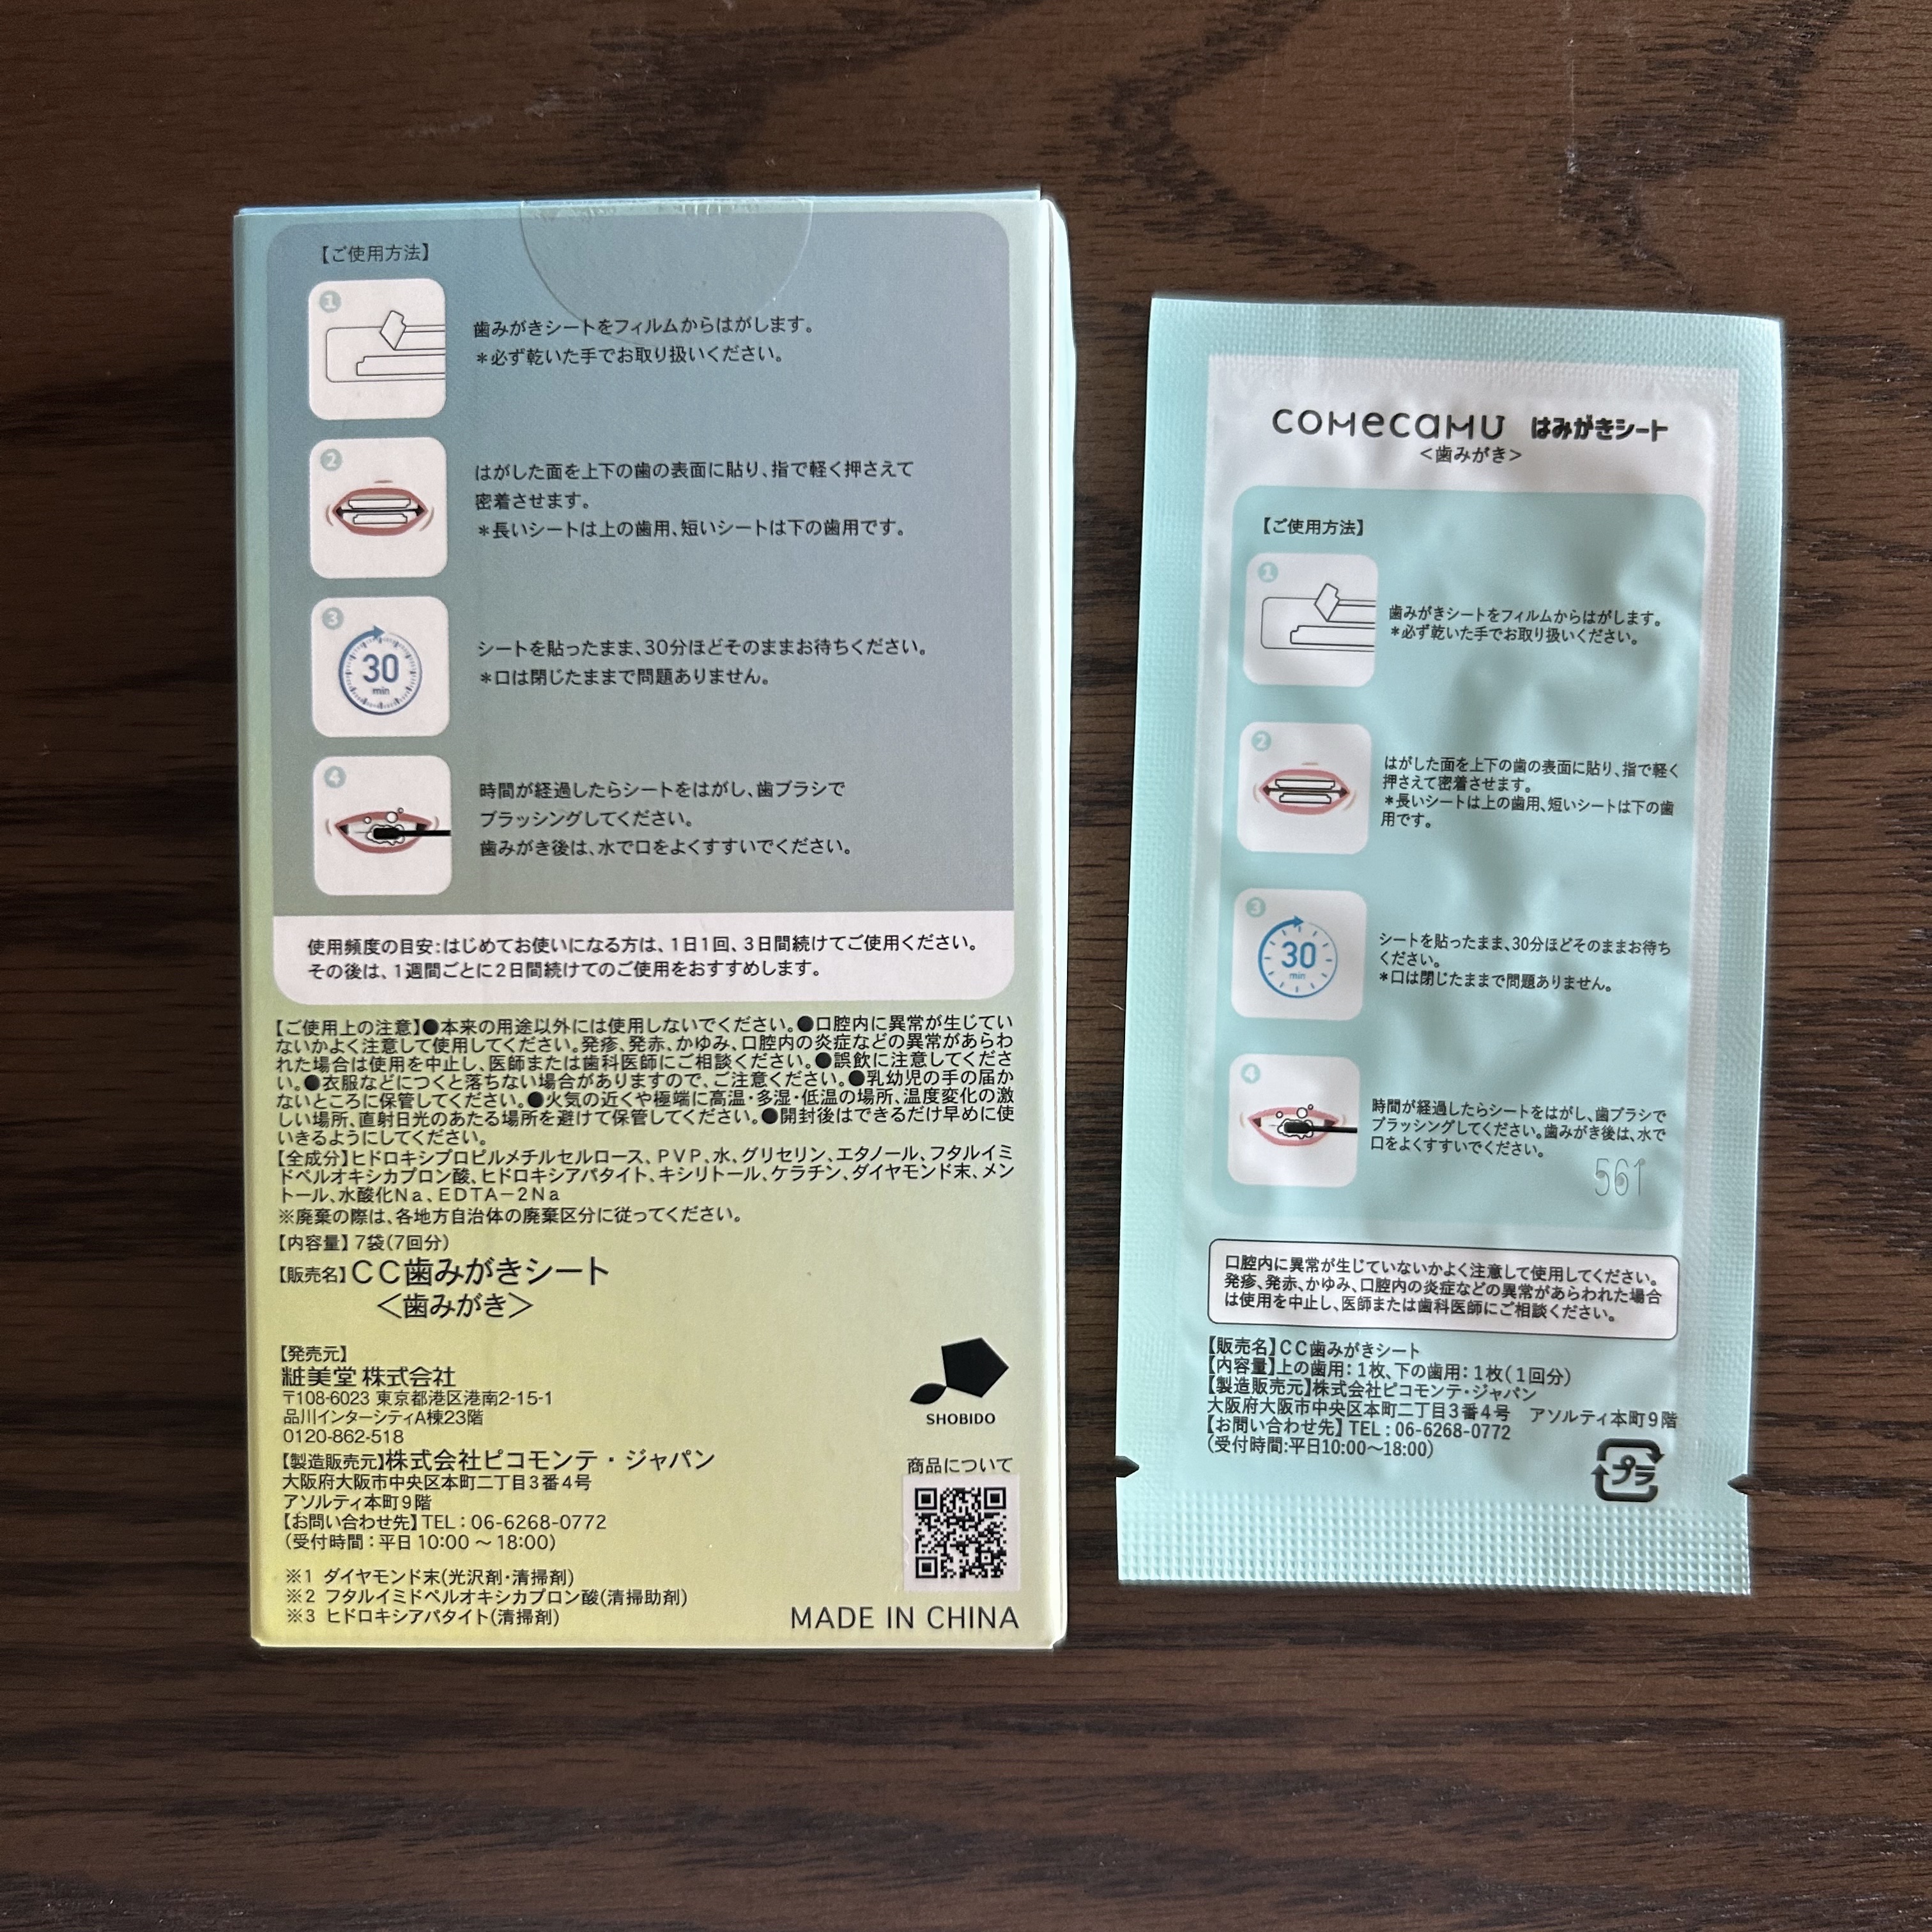 【ご使用方法】
1
歯みがきシートをフィルムからはがします。
＊必ず乾いた手でお取り扱いください。
2
はがした面を上下の歯の表面に貼り、指で軽く押さえて
密着させます。
＊長いシートは上の歯用、短いシートは下の歯用です。
3
30
min
シートを貼ったまま、30分ほどそのままお待ちください。
＊口は閉じたままで問題ありません。
4
時間が経過したらシートをはがし、歯ブラシで
ブラッシングしてください。
歯みがき後は、水で口をよくすすいでください。
使用頻度の目安:はじめてお使いになる方は、1日1回、3日間続けてご使用ください。
その後は、1週間ごとに2日間続けてのご使用をおすすめします。
【ご使用上の注意】●本来の用途以外には使用しないでください。●口腔内に異常が生じてい
ないかよく注意して使用してください。発疹、発赤、かゆみ、口腔内の炎症などの異常があらわ
れた場合は使用を中止し、医師または歯科医師にご相談ください。●誤飲に注意してくださ
い。●衣服などにつくと落ちない場合がありますので、ご注意ください。●乳幼児の手の届か
ないところに保管してください。●火気の近くや極端に高温・多湿・低温の場所、温度変化の激
しい場所、直射日光のあたる場所を避けて保管してください。●開封後はできるだけ早めに使
いきるようにしてください。
【全成分】ヒドロキシプロピルメチルセルロース、PVP、水、グリセリン、エタノール、フタルイミ
ドペルオキシカプロン酸、ヒドロキシアパタイト、キシリトール、ケラチン、ダイヤモンド末、メン
トール、水酸化Na、EDTA－2Na
※廃棄の際は、各地方自治体の廃棄区分に従ってください。
【内容量】7袋(7回分)
【販売名】CC歯みがきシート
＜歯みがき＞
【発売元】
粧美堂 株式会社
〒108-6023 東京都港区港南2-15-1
品川インターシティA棟23階
0120-862-518
SHOBIDO
【製造販売元】株式会社ピコモンテ・ジャパン
大阪府大阪市中央区本町二丁目3番4号
アソルティ本町9階
【お問い合わせ先】TEL：06-6268-0772
(受付時間：平日 10:00 ～ 18:00)
商品について
※1 ダイヤモンド末(光沢剤・清掃剤)
※2 フタルイミドペルオキシカプロン酸(清掃助剤)
※3 ヒドロキシアパタイト(清掃剤)
MADE IN CHINA
comecamu はみがきシート
＜歯みがき＞
【ご使用方法】
1
歯みがきシートをフィルムからはがします。
＊必ず乾いた手でお取り扱いください。
2
はがした面を上下の歯の表面に貼り、指で軽く
押さえて密着させます。
＊長いシートは上の歯用、短いシートは下の歯
用です。
3
30
min
シートを貼ったまま、30分ほどそのままお待ち
ください。
＊口は閉じたままで問題ありません。
4
時間が経過したらシートをはがし、歯ブラシで
ブラッシングしてください。歯みがき後は、水で
口をよくすすいでください。
561
口腔内に異常が生じていないかよく注意して使用してください。
発疹、発赤、かゆみ、口腔内の炎症などの異常があらわれた場合
は使用を中止し、医師または歯科医師にご相談ください。
【販売名】CC歯みがきシート
【内容量】上の歯用：1枚、下の歯用：1枚(1回分)
【製造販売元】株式会社ピコモンテ・ジャパン
大阪府大阪市中央区本町二丁目3番4号 アソルティ本町9階
【お問い合わせ先】TEL：06-6268-0772
(受付時間:平日10:00～18:00)
プラ